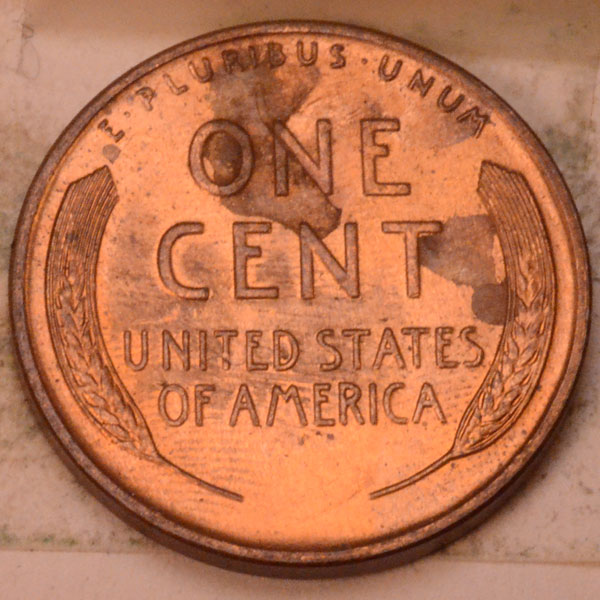 E · PLURIBUS · UNUM
ONE
CENT
UNITED STATES
OF AMERICA